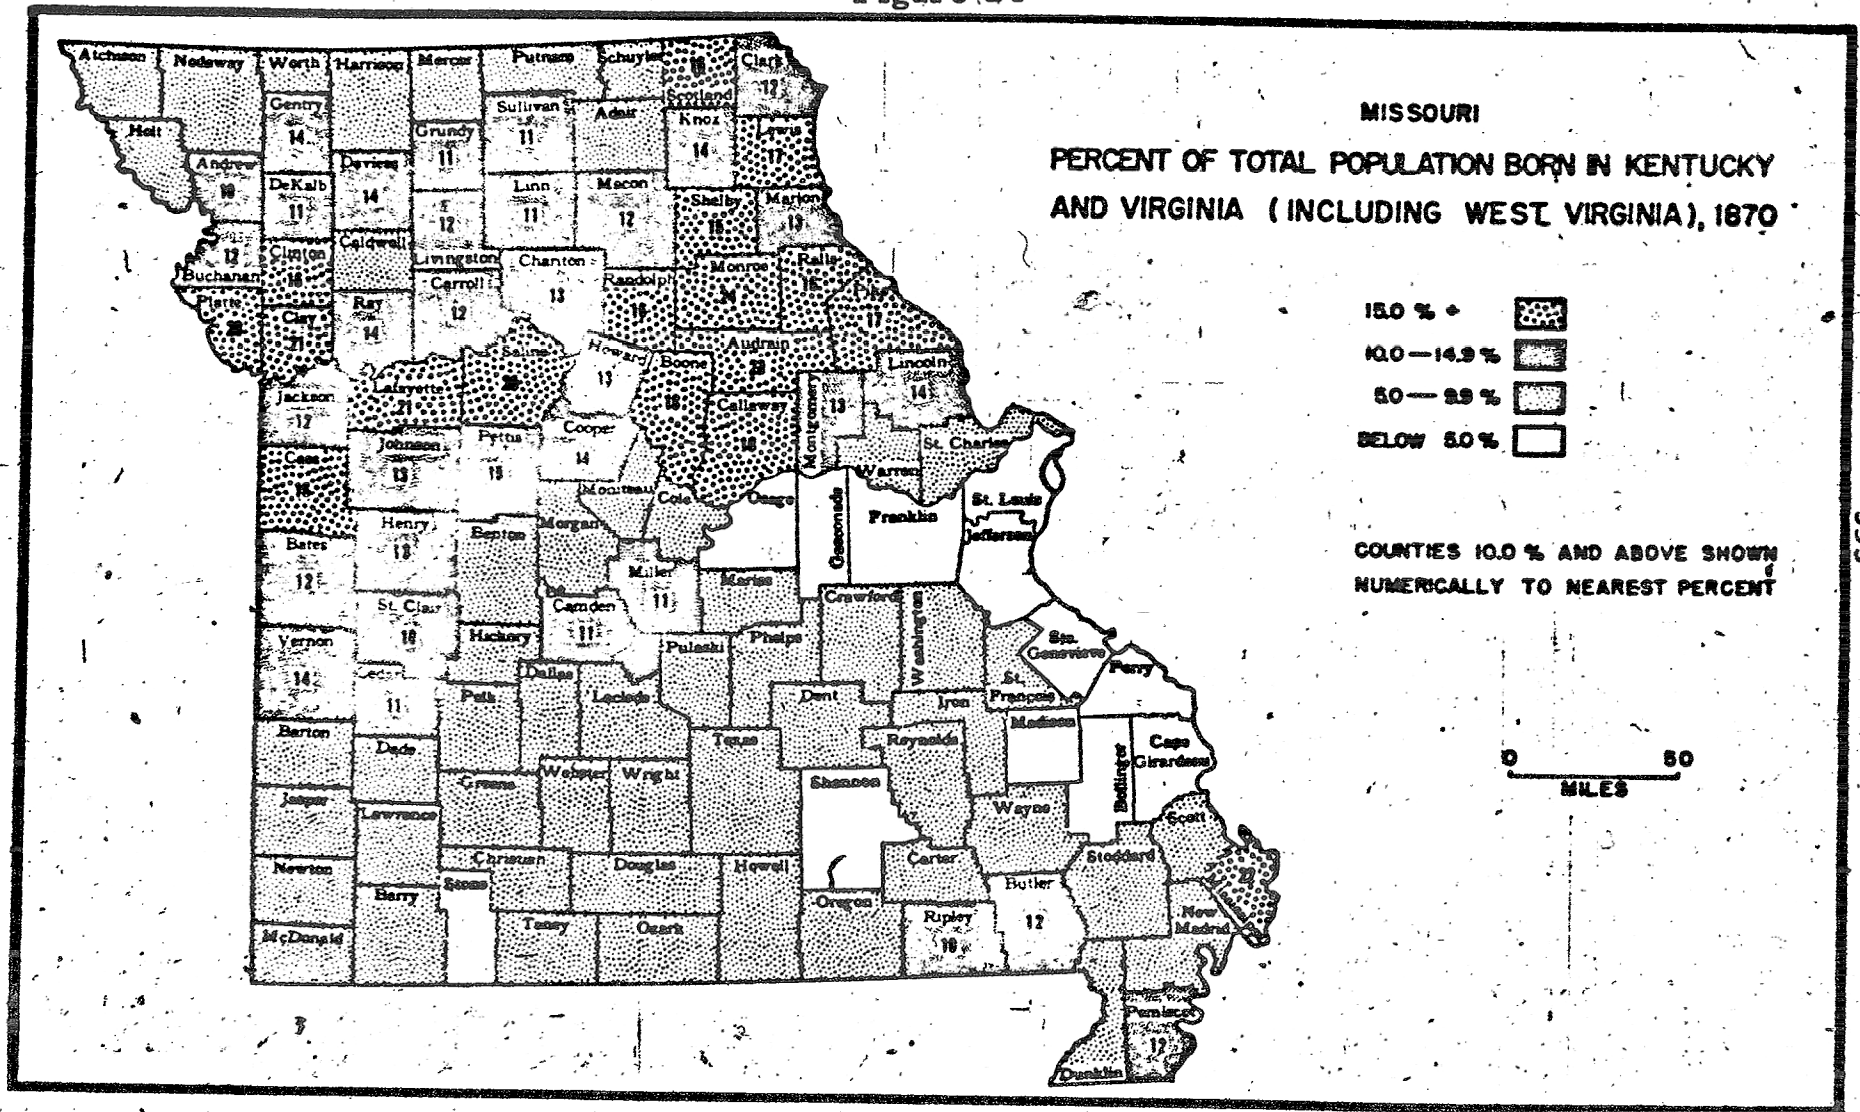 MISSOURI
PERCENT OF TOTAL POPULATION BORN IN KENTUCKY
AND VIRGINIA (INCLUDING WEST VIRGINIA), 1870
15.0 % +
10.0 — 14.9 %
5.0 — 9.9 %
BELOW 5.0 %
COUNTIES 10.0 % AND ABOVE SHOWN
NUMERICALLY TO NEAREST PERCENT
0 50
MILES
Atchison
Nodaway
Worth
Harrison
Mercer
Putnam
Schuyler
Scotland
Clark
12
Gentry
14
Sullivan
11
Adair
Knox
14
Lewis
17
Holt
Andrew
10
Grundy
11
Daviess
14
DeKalb
11
Linn
11
Macon
12
Shelby
Marion
13
12
Livingston
Caldwell
12
Buchanan
Clinton
Chariton
13
Randolph
Monroe
Ralls
Pike
17
Platte
Clay
21
Ray
14
Carroll
12
Audrain
Saline
Howard
13
Boone
18
Lincoln
14
Lafayette
21
Callaway
Montgomery
13
Jackson
12
Cooper
14
St. Charles
Warren
Johnson
13
Pettis
Cass
Moniteau
Cole
Osage
Gasconade
Franklin
St. Louis
Jefferson
Henry
Morgan
Benton
Bates
12
Miller
11
Maries
St. Clair
10
Camden
11
Crawford
Washington
Hickory
Phelps
Pulaski
Ste.
Genevieve
Perry
Vernon
14
Cedar
11
Dallas
Polk
Laclede
Dent
Iron
St.
Francois
Madison
Barton
Dade
Texas
Reynolds
Bollinger
Cape
Girardeau
Greene
Webster
Wright
Shannon
Jasper
Lawrence
Wayne
Scott
Newton
Christian
Douglas
Howell
Carter
Stoddard
22
Stone
Barry
Oregon
Butler
12
Ripley
10
New
Madrid
McDonald
Taney
Ozark
Pemiscot
12
Dunklin